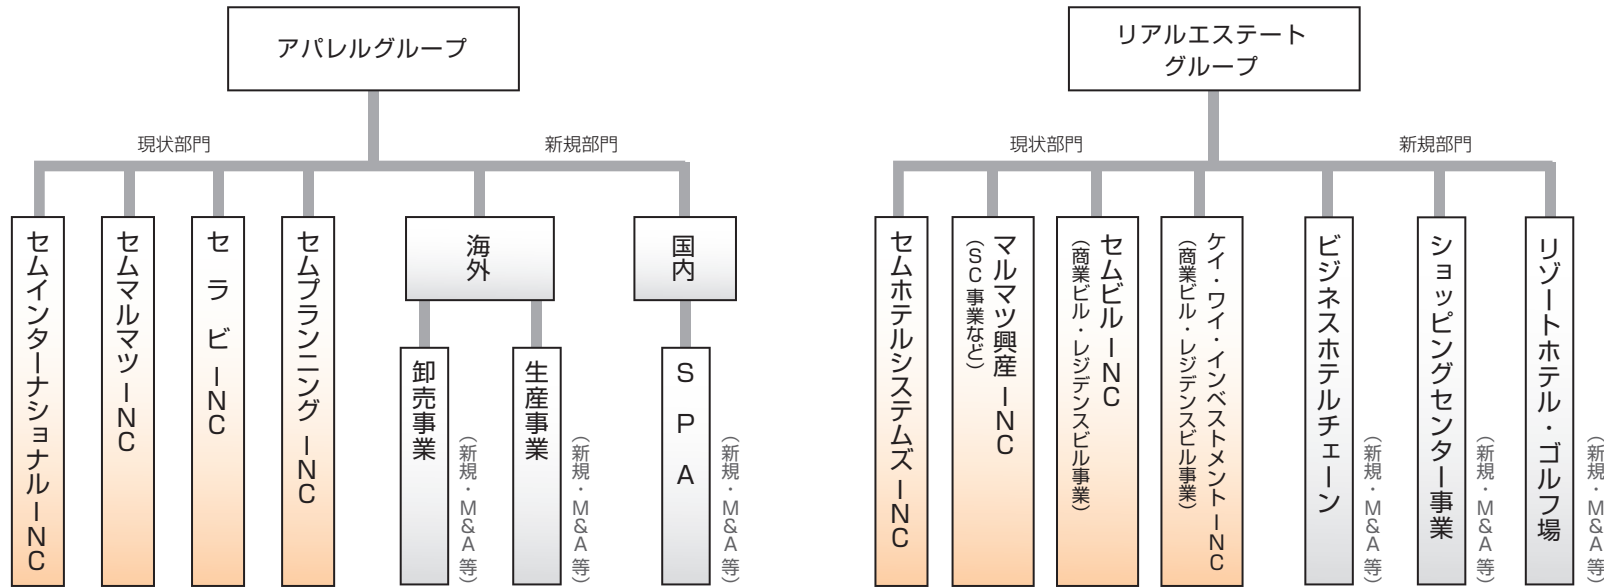 アパレルグループ
現状部門
新規部門
セムインターナショナルINC
セムマルマツINC
セラビINC
セムプランニングINC
海外
卸売事業
（新規・M&A等）
生産事業
（新規・M&A等）
国内
SPA
（新規・M&A等）
リアルエステート
グループ
現状部門
新規部門
セムホテルシステムズINC
マルマツ興産INC
（SC事業など）
セムビルINC
（商業ビル・レジデンスビル事業）
ケイ・ワイ・インベストメントINC
（商業ビル・レジデンスビル事業）
ビジネスホテルチェーン
（新規・M&A等）
ショッピングセンター事業
（新規・M&A等）
リゾートホテル・ゴルフ場
（新規・M&A等）